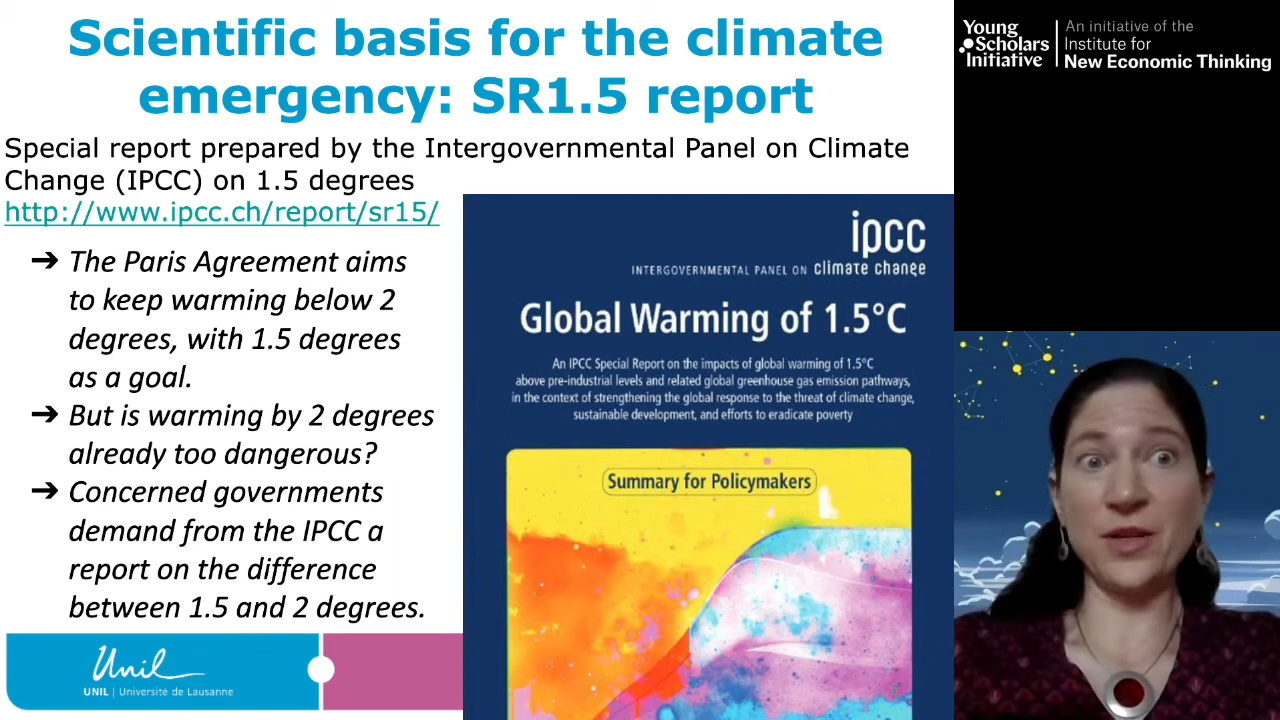 Scientific basis for the climate
emergency: SR1.5 report
Special report prepared by the Intergovernmental Panel on Climate
Change (IPCC) on 1.5 degrees
http://www.ipcc.ch/report/sr15/
➔ The Paris Agreement aims
to keep warming below 2
degrees, with 1.5 degrees
as a goal.
➔ But is warming by 2 degrees
already too dangerous?
➔ Concerned governments
demand from the IPCC a
report on the difference
between 1.5 and 2 degrees.
Unil
UNIL | Université de Lausanne
ipcc
INTERGOVERNMENTAL PANEL ON climate change
Global Warming of 1.5°C
An IPCC Special Report on the impacts of global warming of 1.5°C
above pre-industrial levels and related global greenhouse gas emission pathways,
in the context of strengthening the global response to the threat of climate change,
sustainable development, and efforts to eradicate poverty
Summary for Policymakers
Young
Scholars
Initiative
An initiative of the
Institute for
New Economic Thinking